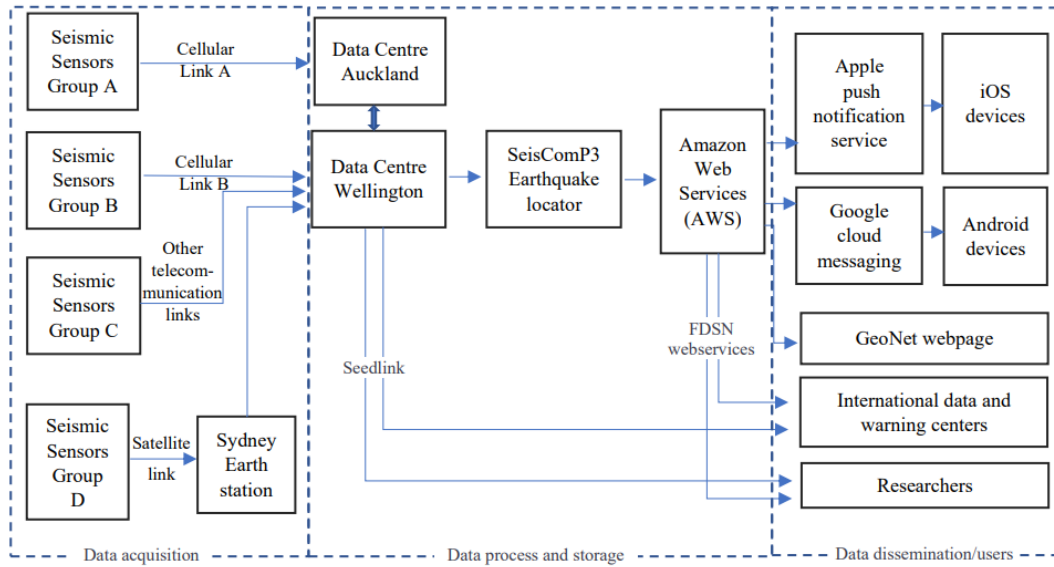 Seismic
Sensors
Group A
Cellular
Link A
Data Centre
Auckland
Seismic
Sensors
Group B
Cellular
Link B
Data Centre
Wellington
SeisComP3
Earthquake
locator
Amazon
Web
Services
(AWS)
Apple
push
notification
service
iOS
devices
Google
cloud
messaging
Android
devices
Seismic
Sensors
Group C
Other
telecom-
munication
links
Seedlink
FDSN
webservices
GeoNet webpage
International data and
warning centers
Researchers
Seismic
Sensors
Group
D
Satellite
link
Sydney
Earth
station
Data acquisition
Data process and storage
Data dissemination/users